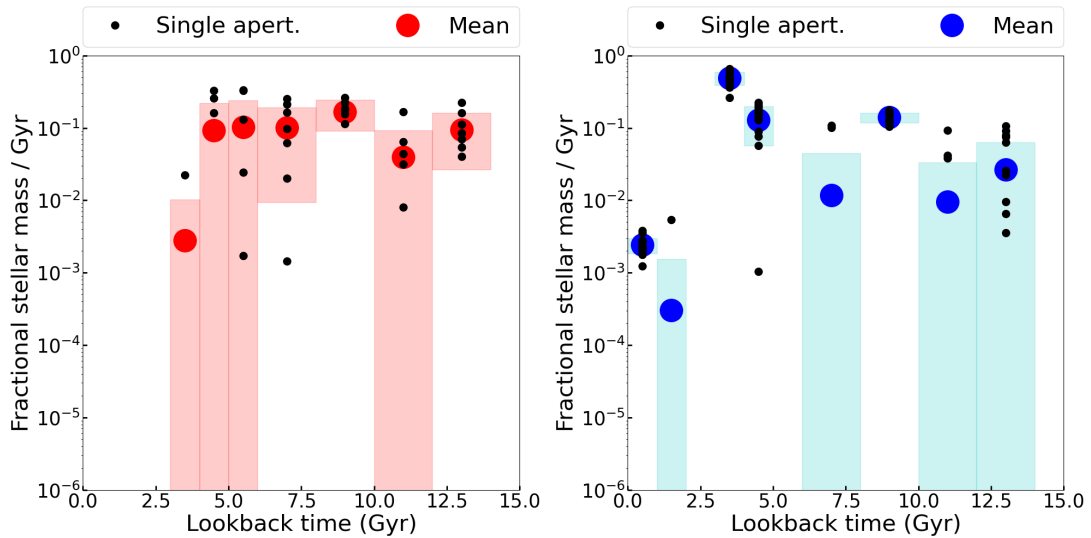 Single apert. Mean
Fractional stellar mass / Gyr
10^0
10^-1
10^-2
10^-3
10^-4
10^-5
10^-6
0.0 2.5 5.0 7.5 10.0 12.5 15.0
Lookback time (Gyr)
Single apert. Mean
Fractional stellar mass / Gyr
10^0
10^-1
10^-2
10^-3
10^-4
10^-5
10^-6
0.0 2.5 5.0 7.5 10.0 12.5 15.0
Lookback time (Gyr)